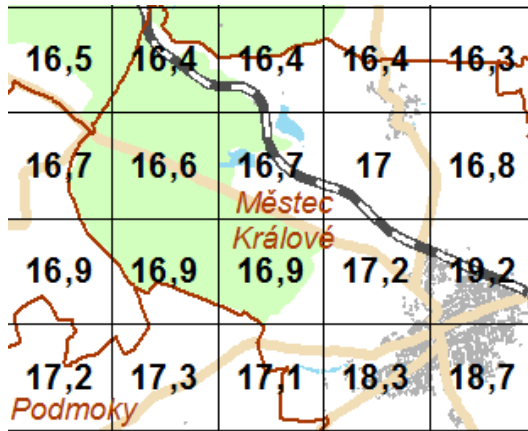 16,5 16,4 16,4 16,4 16,3
16,7 16,6 16,7 17 16,8
Městec
Králové
16,9 16,9 16,9 17,2 19,2
17,2 17,3 17,1 18,3 18,7
Podmoky